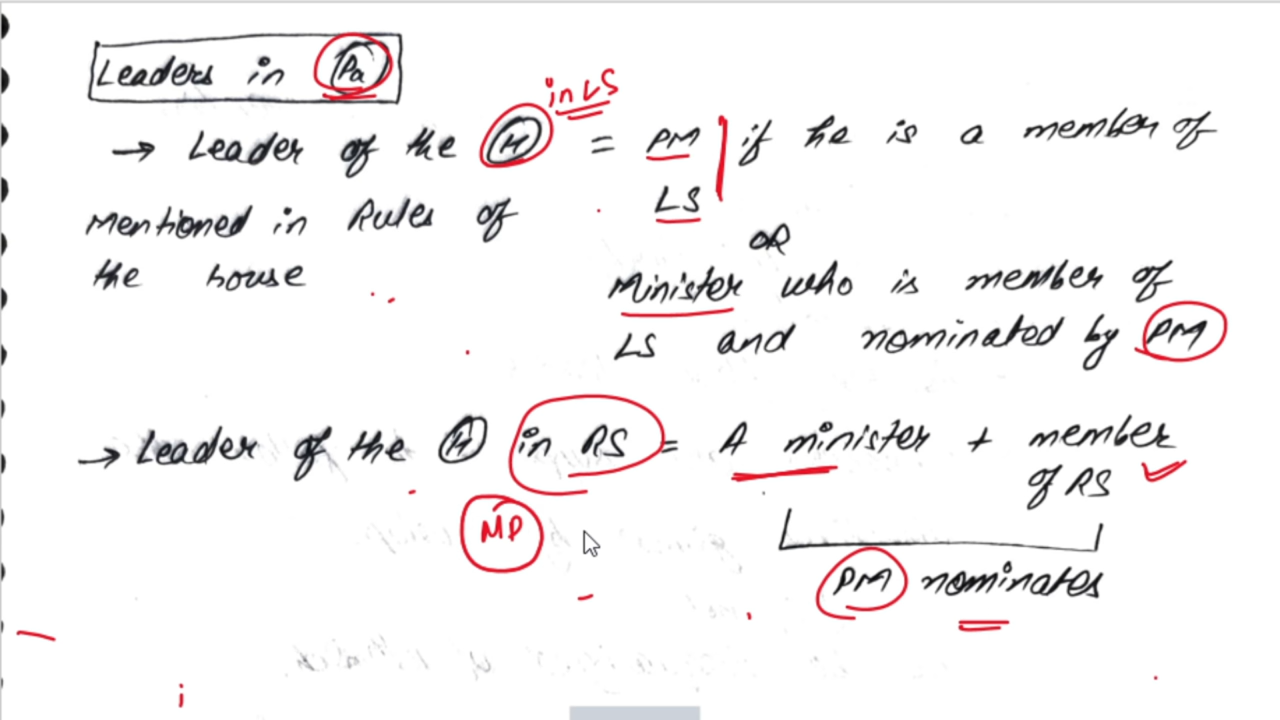 Leaders in Pa
in LS
→ Leader of the H = PM if he is a member of
LS
Mentioned in Rules of
the house
OR
Minister who is member of
LS and nominated by PM
→ Leader of the H in RS = A minister + member
of RS
MP
PM nominates